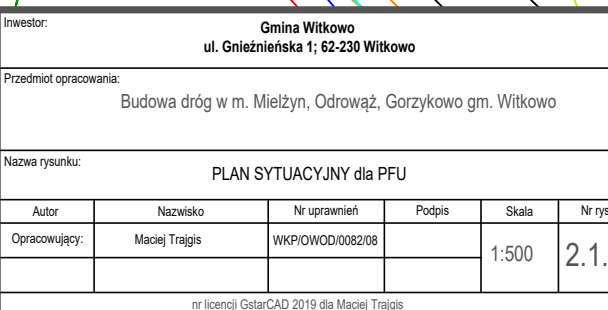 Inwestor:
Gmina Witkowo
ul. Gnieźnieńska 1; 62-230 Witkowo
Przedmiot opracowania:
Budowa dróg w m. Mielżyn, Odrowąż, Gorzykowo gm. Witkowo
Nazwa rysunku:
PLAN SYTUACYJNY dla PFU
Autor Nazwisko Nr uprawnień Podpis Skala Nr rys
Opracowujący: Maciej Trajgis WKP/OWOD/0082/08 1:500 2.1.
nr licencji GstarCAD 2019 dla Maciej Trajgis